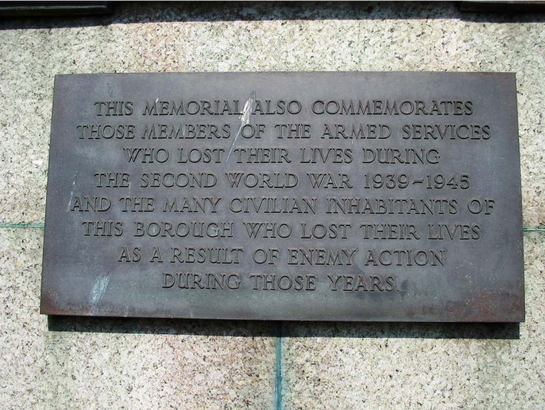 THIS MEMORIAL ALSO COMMEMORATES
THOSE MEMBERS OF THE ARMED SERVICES
WHO LOST THEIR LIVES DURING
THE SECOND WORLD WAR 1939~1945
AND THE MANY CIVILIAN INHABITANTS OF
THIS BOROUGH WHO LOST THEIR LIVES
AS A RESULT OF ENEMY ACTION
DURING THOSE YEARS.